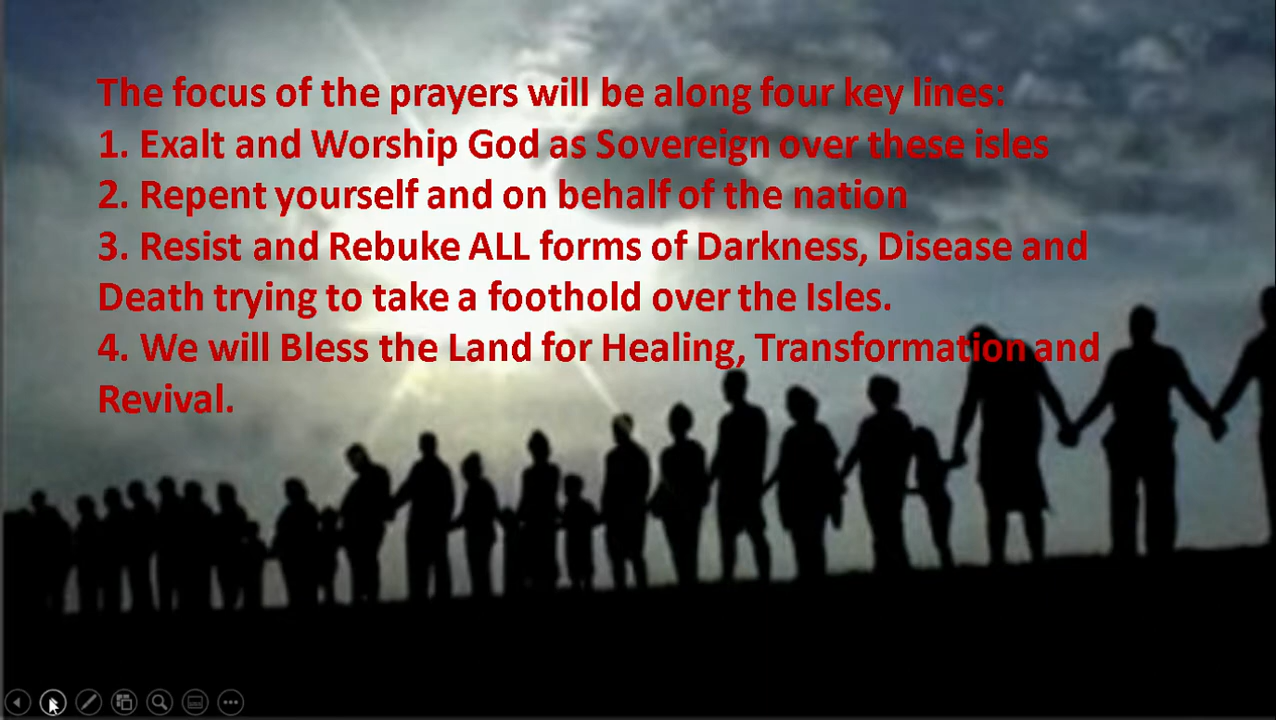 The focus of the prayers will be along four key lines:
1. Exalt and Worship God as Sovereign over these isles
2. Repent yourself and on behalf of the nation
3. Resist and Rebuke ALL forms of Darkness, Disease and
Death trying to take a foothold over the Isles.
4. We will Bless the Land for Healing, Transformation and
Revival.